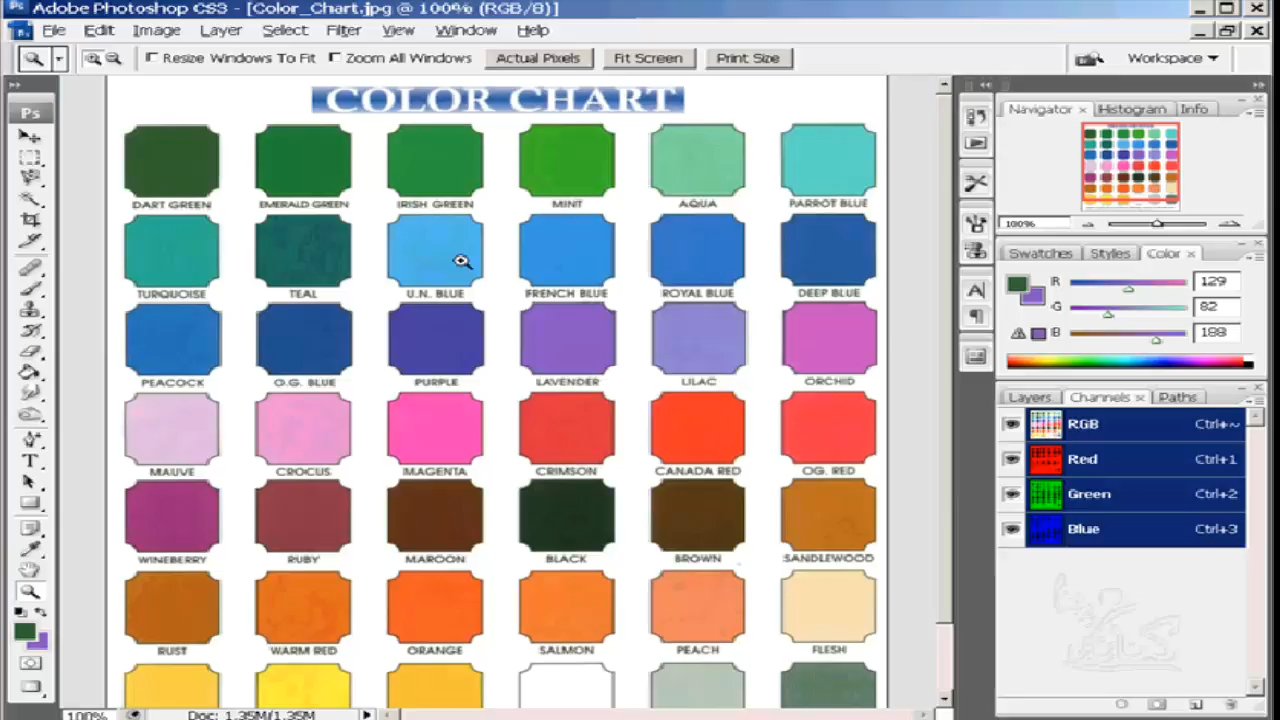 Adobe Photoshop CS3 - [Color_Chart.jpg @ 100% (RGB/8)]
File Edit Image Layer Select Filter View Window Help
Resize Windows To Fit Zoom All Windows Actual Pixels Fit Screen Print Size Workspace
COLOR CHART
DART GREEN EMERALD GREEN IRISH GREEN MINT AQUA PARROT BLUE
TURQUOISE TEAL U.N. BLUE FRENCH BLUE ROYAL BLUE DEEP BLUE
PEACOCK O.G. BLUE PURPLE LAVENDER LILAC ORCHID
MAUVE CROCUS MAGENTA CRIMSON CANADA RED OG. RED
WINEBERRY RUBY MAROON BLACK BROWN SANDLEWOOD
RUST WARM RED ORANGE SALMON PEACH FLESH
100% Doc: 1.35M/1.35M
Ps
Navigator × Histogram Info
100%
Swatches Styles Color ×
R 129
G 82
B 188
Layers Channels × Paths
RGB Ctrl+~
Red Ctrl+1
Green Ctrl+2
Blue Ctrl+3